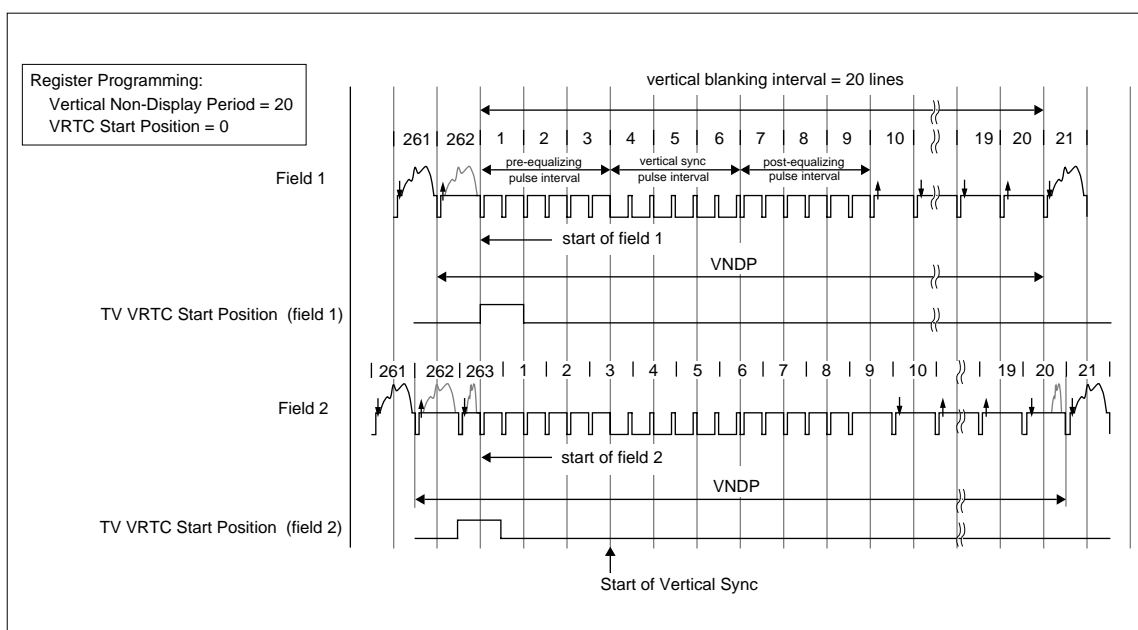 Register Programming:
Vertical Non-Display Period = 20
VRTC Start Position = 0
vertical blanking interval = 20 lines
261 262 1 2 3 4 5 6 7 8 9 10 19 20 21
pre-equalizing pulse interval
vertical sync pulse interval
post-equalizing pulse interval
Field 1
start of field 1
VNDP
TV VRTC Start Position (field 1)
261 262 263 1 2 3 4 5 6 7 8 9 10 19 20 21
Field 2
start of field 2
VNDP
TV VRTC Start Position (field 2)
Start of Vertical Sync